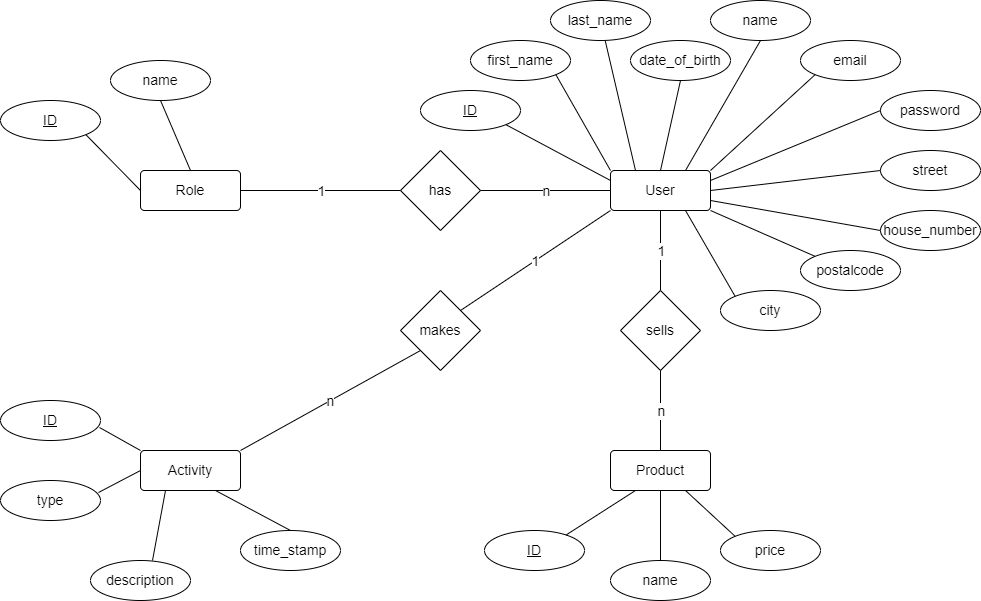 last_name
name
first_name
date_of_birth
email
name
ID
ID
password
Role
1
has
n
User
street
house_number
1
1
postalcode
city
makes
sells
n
n
ID
Activity
Product
type
description
time_stamp
ID
name
price